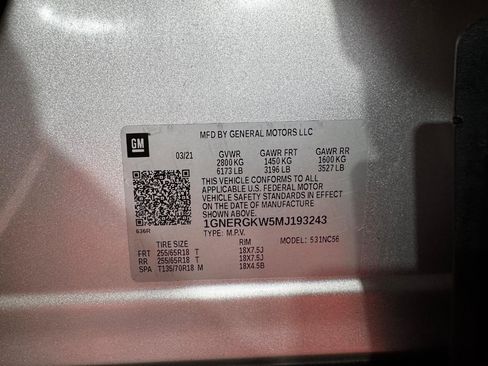 GM
MFD BY GENERAL MOTORS LLC
03/21 GVWR GAWR FRT GAWR RR
2800 KG 1450 KG 1600 KG
6173 LB 3196 LB 3527 LB
THIS VEHICLE CONFORMS TO ALL
APPLICABLE U.S. FEDERAL MOTOR
VEHICLE SAFETY STANDARDS IN EFFECT
ON THE DATE OF MANUFACTURE
SHOWN ABOVE.
636R
1GNERGKW5MJ193243
TYPE: M.P.V.
TIRE SIZE RIM MODEL: 531NC56
FRT 255/65R18 T 18X7.5J
RR 255/65R18 T 18X7.5J
SPA T135/70R18 M 18X4.5B